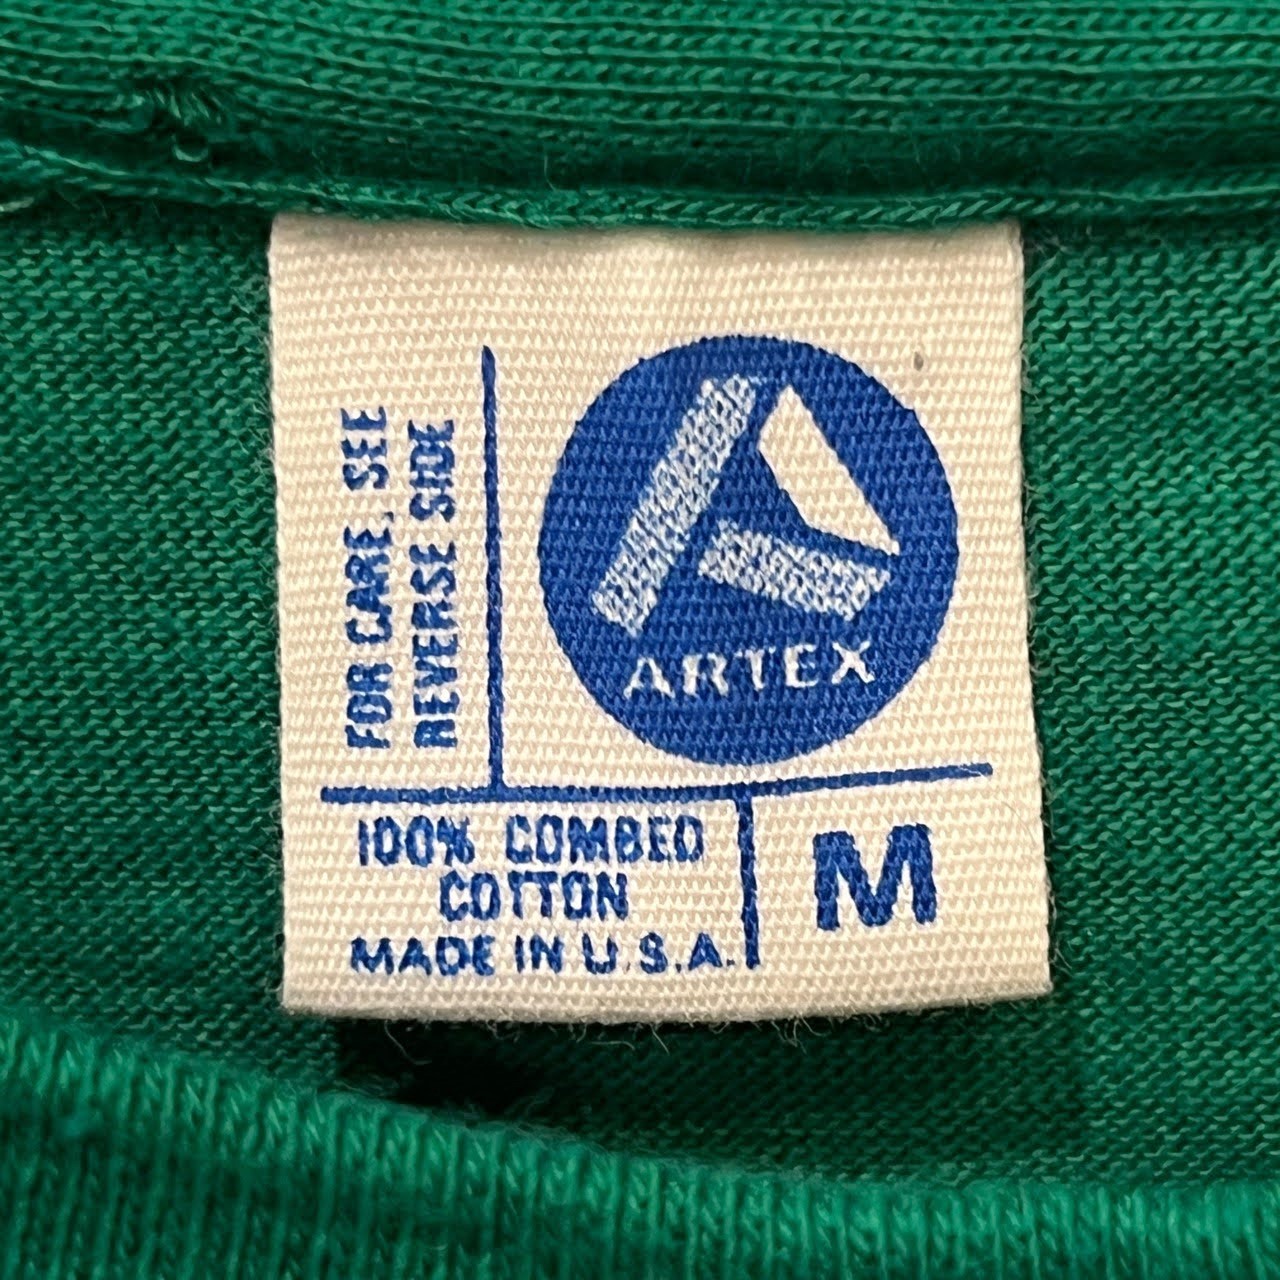 FOR CARE, SEE
REVERSE SIDE
ARTEX
100% COMBED
COTTON
MADE IN U.S.A.
M